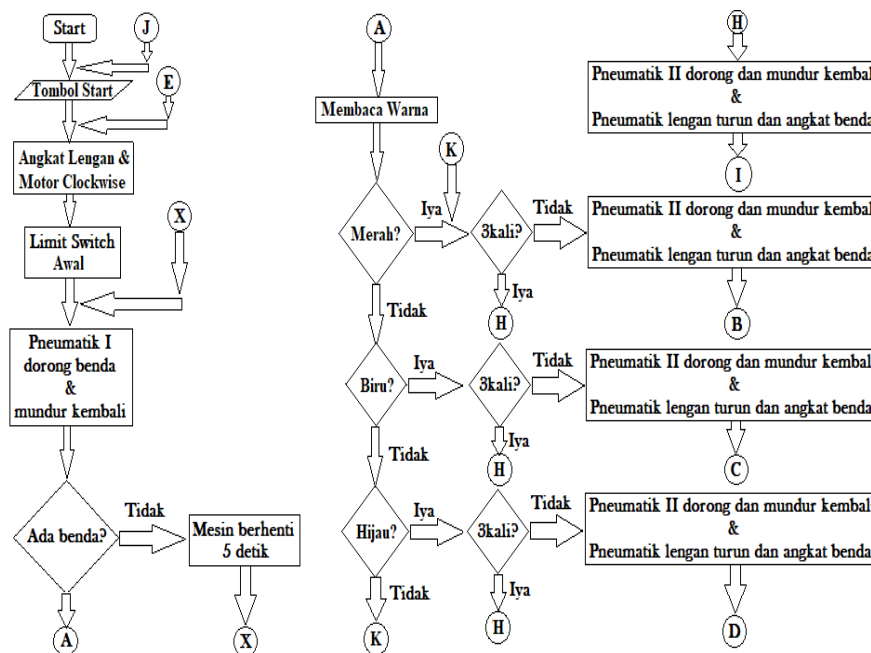 Start
J
Tombol Start
E
Angkat Lengan &
Motor Clockwise
X
Limit Switch
Awal
Pneumatik I
dorong benda
&
mundur kembali
Ada benda?
Tidak
Mesin berhenti
5 detik
A
X
A
Membaca Warna
K
Merah?
Iya
3kali?
Tidak
Iya
H
Tidak
Biru?
Iya
3kali?
Tidak
Iya
H
Tidak
Hijau?
Iya
3kali?
Tidak
Iya
H
Tidak
K
H
Pneumatik II dorong dan mundur kembali
&
Pneumatik lengan turun dan angkat benda
I
Pneumatik II dorong dan mundur kembali
&
Pneumatik lengan turun dan angkat benda
B
Pneumatik II dorong dan mundur kembali
&
Pneumatik lengan turun dan angkat benda
C
Pneumatik II dorong dan mundur kembali
&
Pneumatik lengan turun dan angkat benda
D